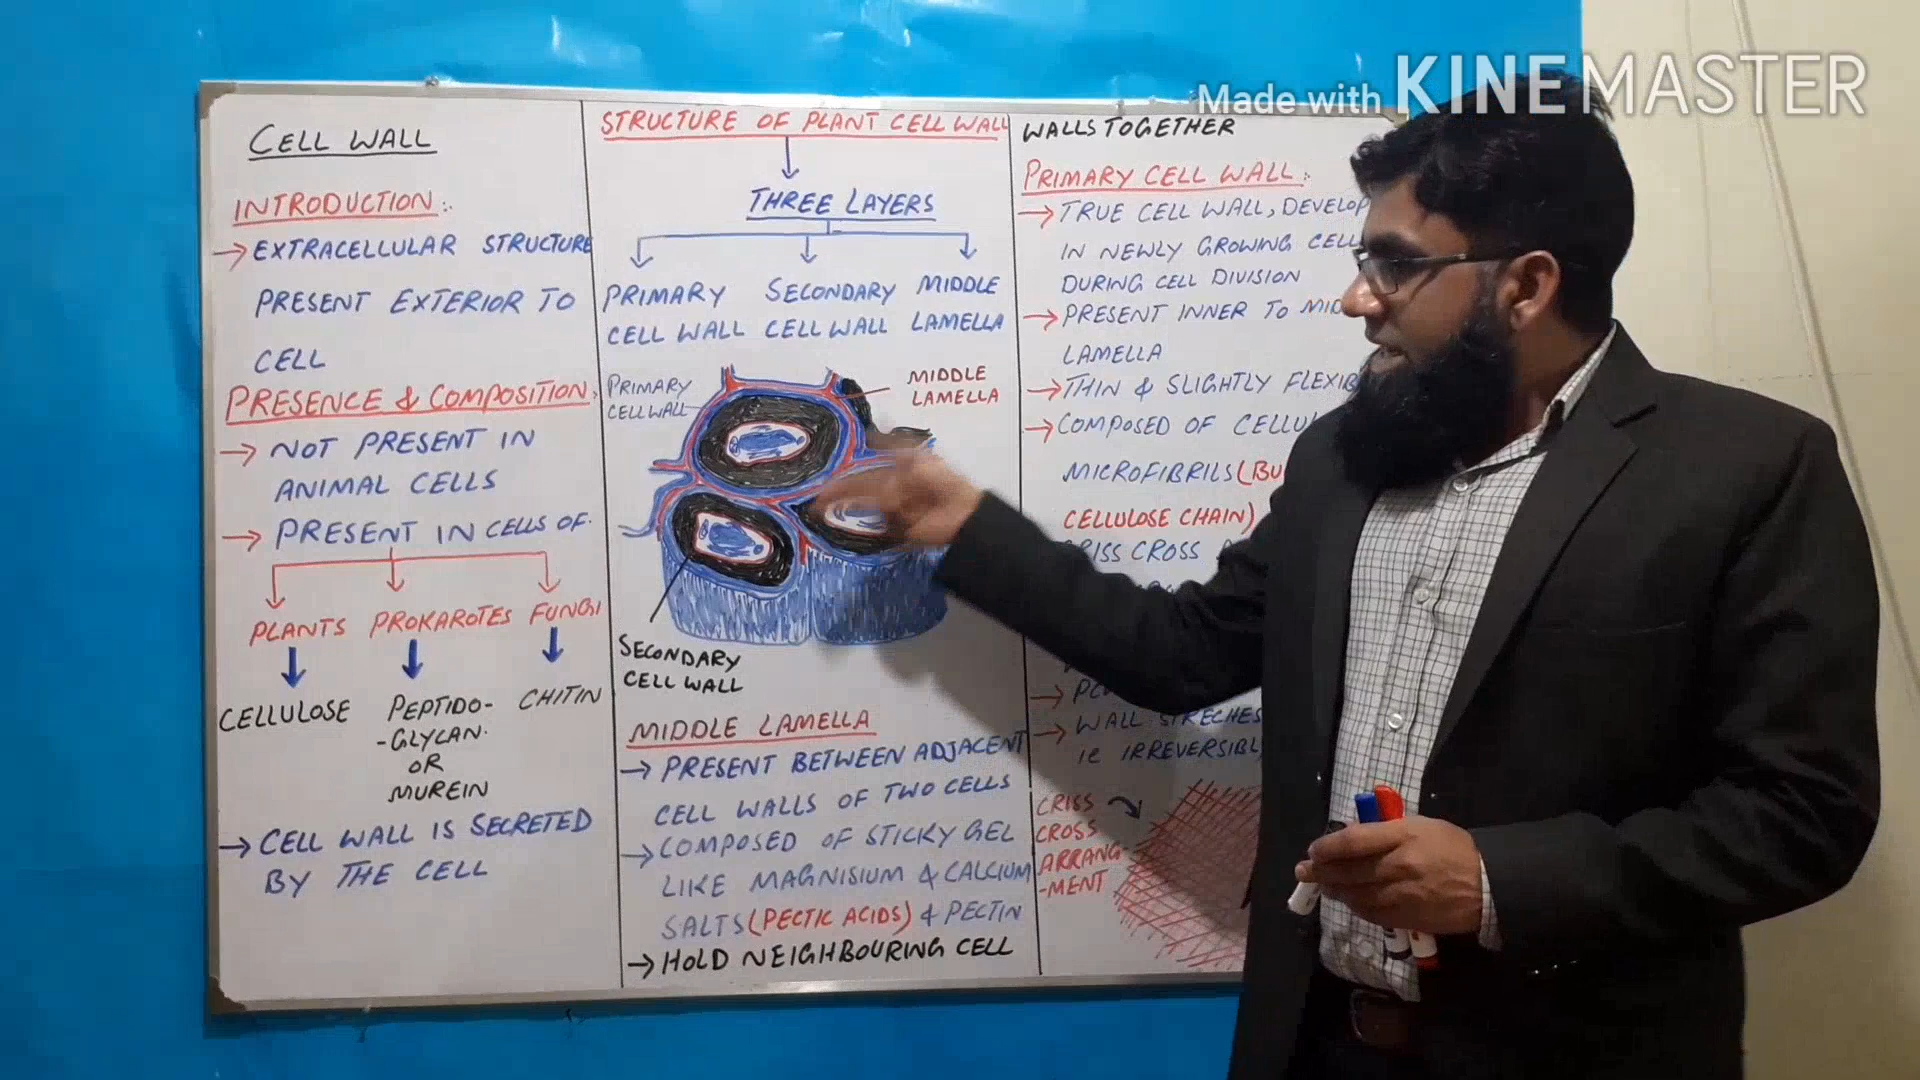 Made with KINEMASTER
CELL WALL
INTRODUCTION:.
→ EXTRACELLULAR STRUCTURE
PRESENT EXTERIOR TO
CELL
PRESENCE & COMPOSITION:
→ NOT PRESENT IN
ANIMAL CELLS
→ PRESENT IN CELLS OF.
PLANTS PROKAROTES FUNGI
CELLULOSE PEPTIDO- CHITIN
-GLYCAN.
OR
MUREIN
→ CELL WALL IS SECRETED
BY THE CELL
STRUCTURE OF PLANT CELL WALL
THREE LAYERS
PRIMARY SECONDARY MIDDLE
CELL WALL CELL WALL LAMELLA
PRIMARY
CELL WALL
MIDDLE
LAMELLA
SECONDARY
CELL WALL
MIDDLE LAMELLA
→ PRESENT BETWEEN ADJACENT
CELL WALLS OF TWO CELLS
→ COMPOSED OF STICKY GEL
LIKE MAGNISIUM & CALCIUM
SALTS (PECTIC ACIDS) & PECTIN
→ HOLD NEIGHBOURING CELL
WALLS TOGETHER
PRIMARY CELL WALL:.
→ TRUE CELL WALL, DEVELOP
IN NEWLY GROWING CELL
DURING CELL DIVISION
→ PRESENT INNER TO
LAMELLA
→ THIN & SLIGHTLY
→ COMPOSED OF
MICROFIBRILS
CELLULOSE CHAIN)
CROSS
→
→ WALL STRECHES
IE
CRISS
CROSS
ARRANG-
-MENT